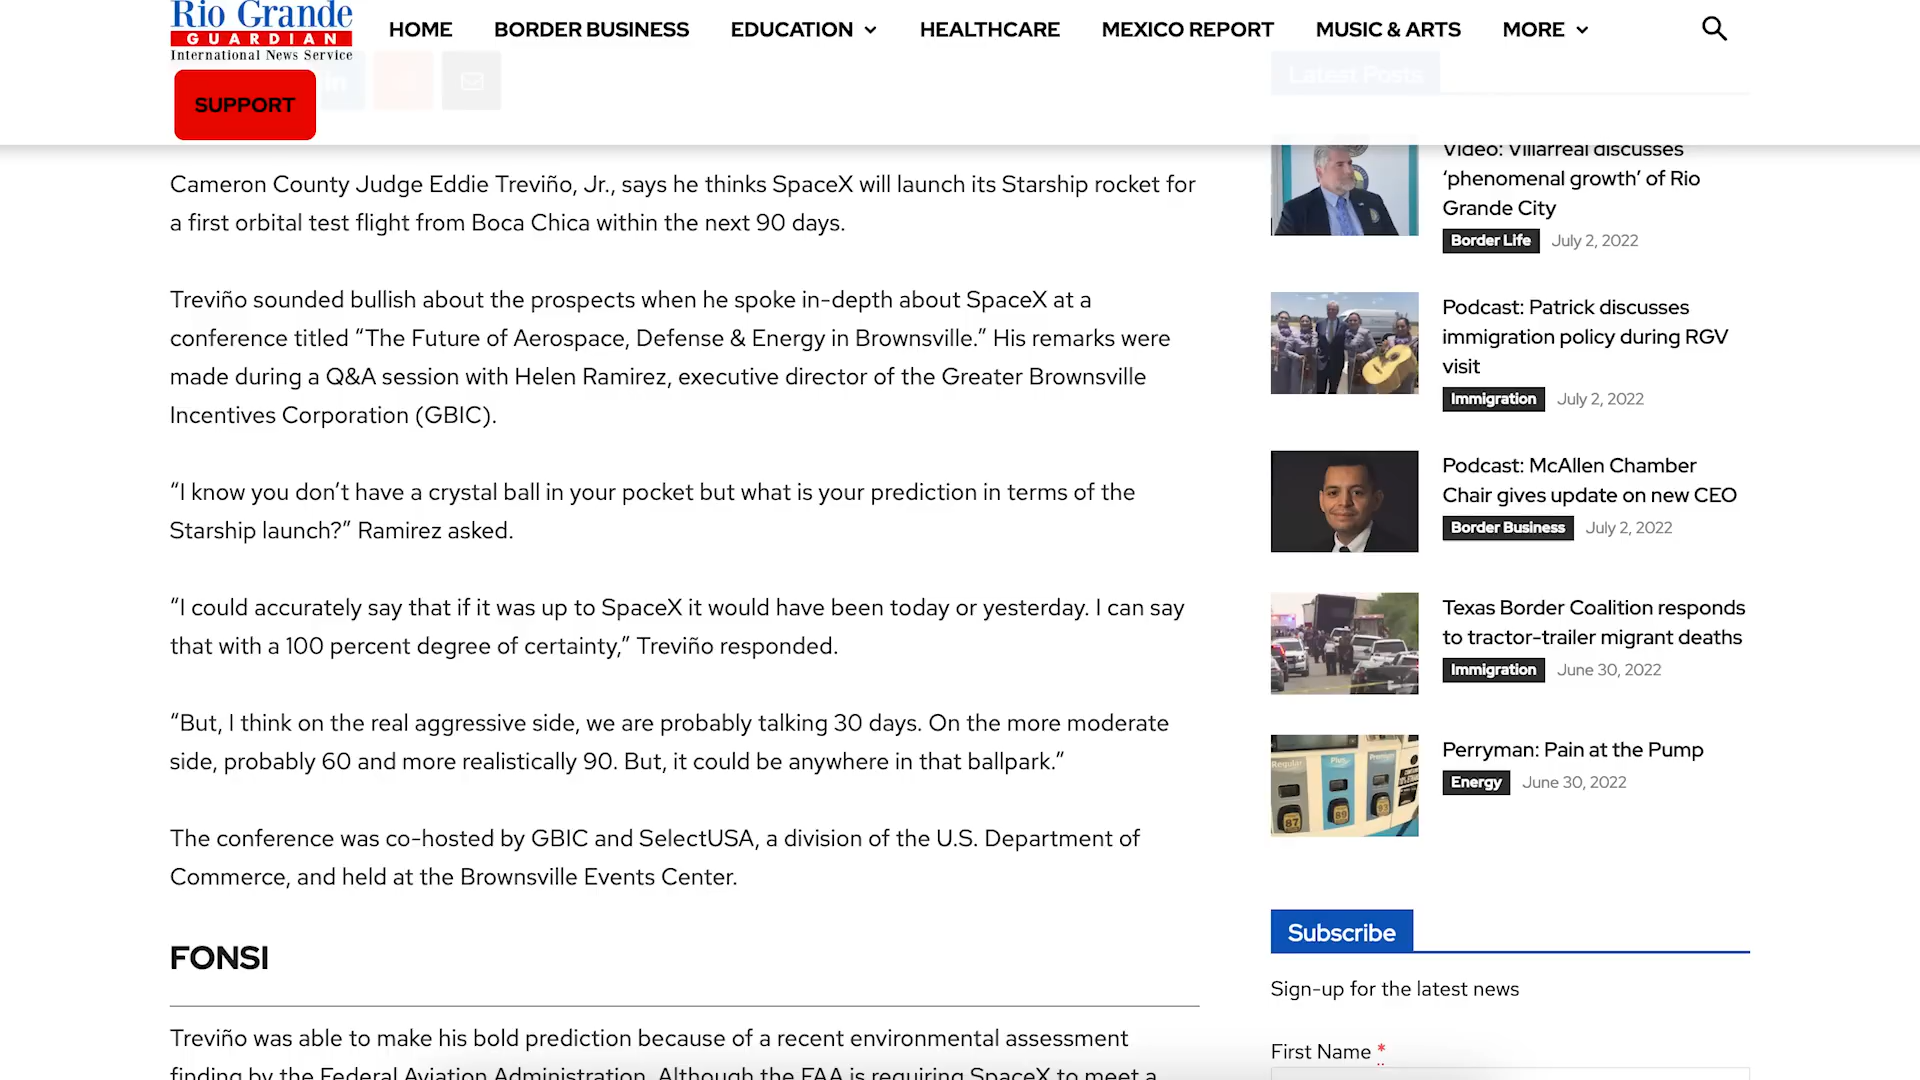 Rio Grande
GUARDIAN
International News Service
HOME
BORDER BUSINESS
EDUCATION
HEALTHCARE
MEXICO REPORT
MUSIC & ARTS
MORE
SUPPORT
in
Cameron County Judge Eddie Treviño, Jr., says he thinks SpaceX will launch its Starship rocket for
a first orbital test flight from Boca Chica within the next 90 days.
Treviño sounded bullish about the prospects when he spoke in-depth about SpaceX at a
conference titled “The Future of Aerospace, Defense & Energy in Brownsville.” His remarks were
made during a Q&A session with Helen Ramirez, executive director of the Greater Brownsville
Incentives Corporation (GBIC).
“I know you don’t have a crystal ball in your pocket but what is your prediction in terms of the
Starship launch?” Ramirez asked.
“I could accurately say that if it was up to SpaceX it would have been today or yesterday. I can say
that with a 100 percent degree of certainty,” Treviño responded.
“But, I think on the real aggressive side, we are probably talking 30 days. On the more moderate
side, probably 60 and more realistically 90. But, it could be anywhere in that ballpark.”
The conference was co-hosted by GBIC and SelectUSA, a division of the U.S. Department of
Commerce, and held at the Brownsville Events Center.
FONSI
Treviño was able to make his bold prediction because of a recent environmental assessment
finding by the Federal Aviation Administration. Although the FAA is requiring SpaceX to meet a
Latest Posts
Video: Villarreal discusses
‘phenomenal growth’ of Rio
Grande City
Border Life July 2, 2022
Podcast: Patrick discusses
immigration policy during RGV
visit
Immigration July 2, 2022
Podcast: McAllen Chamber
Chair gives update on new CEO
Border Business July 2, 2022
Texas Border Coalition responds
to tractor-trailer migrant deaths
Immigration June 30, 2022
Regular Plus
87 89 93
Perryman: Pain at the Pump
Energy June 30, 2022
Subscribe
Sign-up for the latest news
First Name *